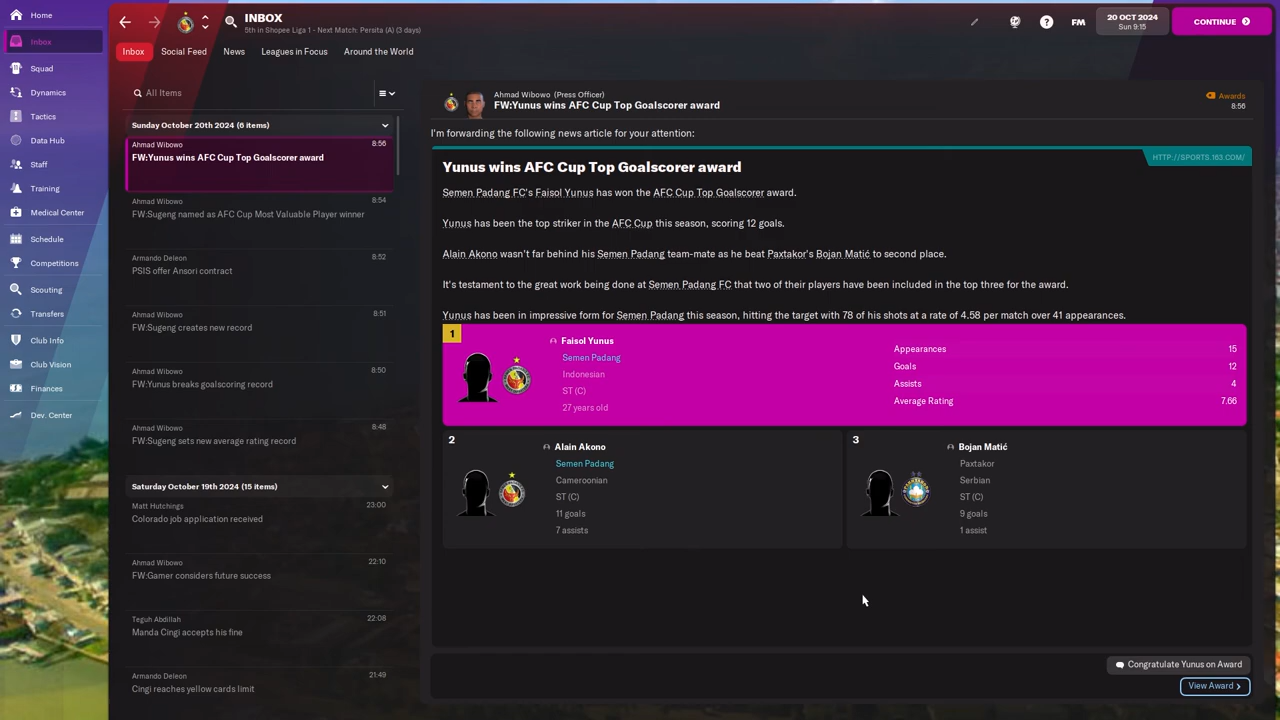 Home
Inbox
Squad
Dynamics
Tactics
Data Hub
Staff
Training
Medical Center
Schedule
Competitions
Scouting
Transfers
Club Info
Club Vision
Finances
Dev. Center
INBOX
5th in Shopee Liga 1 - Next Match: Persita (A) (3 days)
?
FM
20 OCT 2024
Sun 9:15
CONTINUE
Inbox
Social Feed
News
Leagues in Focus
Around the World
All Items
Sunday October 20th 2024 (6 items)
Ahmad Wibowo 8:56
FW:Yunus wins AFC Cup Top Goalscorer award
Ahmad Wibowo 8:54
FW:Sugeng named as AFC Cup Most Valuable Player winner
Armando Deleon 8:52
PSIS offer Ansori contract
Ahmad Wibowo 8:51
FW:Sugeng creates new record
Ahmad Wibowo 8:50
FW:Yunus breaks goalscoring record
Ahmad Wibowo 8:48
FW:Sugeng sets new average rating record
Saturday October 19th 2024 (15 items)
Matt Hutchings 23:00
Colorado job application received
Ahmad Wibowo 22:10
FW:Gamer considers future success
Teguh Abdillah 22:08
Manda Cingi accepts his fine
Armando Deleon 21:49
Cingi reaches yellow cards limit
Ahmad Wibowo (Press Officer)
FW:Yunus wins AFC Cup Top Goalscorer award
Awards
8:56
I'm forwarding the following news article for your attention:
Yunus wins AFC Cup Top Goalscorer award
HTTP://SPORTS.163.COM/
Semen Padang FC's Faisol Yunus has won the AFC Cup Top Goalscorer award.
Yunus has been the top striker in the AFC Cup this season, scoring 12 goals.
Alain Akono wasn't far behind his Semen Padang team-mate as he beat Paxtakor's Bojan Matić to second place.
It's testament to the great work being done at Semen Padang FC that two of their players have been included in the top three for the award.
Yunus has been in impressive form for Semen Padang this season, hitting the target with 78 of his shots at a rate of 4.58 per match over 41 appearances.
1
Faisol Yunus
Semen Padang
Indonesian
ST (C)
27 years old
Appearances 15
Goals 12
Assists 4
Average Rating 7.66
2
Alain Akono
Semen Padang
Cameroonian
ST (C)
11 goals
7 assists
3
Bojan Matić
Paxtakor
Serbian
ST (C)
9 goals
1 assist
Congratulate Yunus on Award
View Award